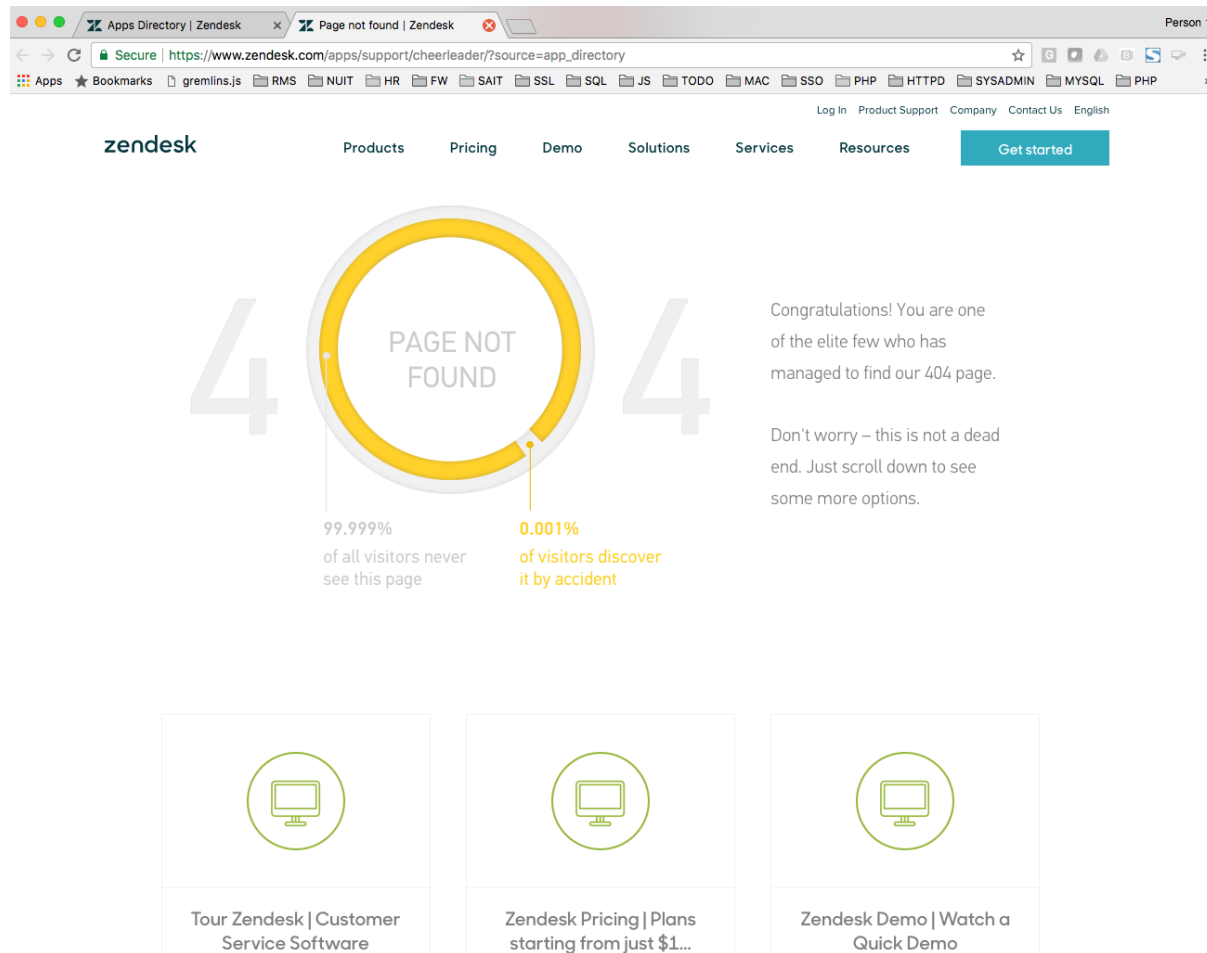 Apps Directory | Zendesk
Page not found | Zendesk
Person
Secure | https://www.zendesk.com/apps/support/cheerleader/?source=app_directory
Apps Bookmarks gremlins.js RMS NUIT HR FW SAIT SSL SQL JS TODO MAC SSO PHP HTTPD SYSADMIN MYSQL PHP
Log In Product Support Company Contact Us English
zendesk Products Pricing Demo Solutions Services Resources Get started
4 PAGE NOT FOUND 4
Congratulations! You are one
of the elite few who has
managed to find our 404 page.
Don't worry – this is not a dead
end. Just scroll down to see
some more options.
99.999%
of all visitors never
see this page
0.001%
of visitors discover
it by accident
Tour Zendesk | Customer
Service Software
Zendesk Pricing | Plans
starting from just $1...
Zendesk Demo | Watch a
Quick Demo